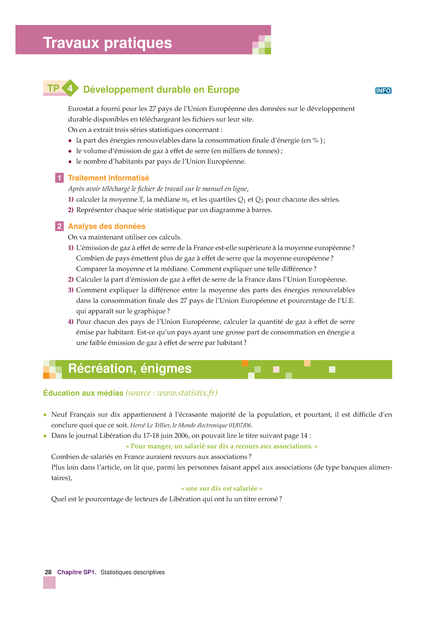 Travaux pratiques
TP 4 Développement durable en Europe
INFO
Eurostat a fourni pour les 27 pays de l'Union Européenne des données sur le développement
durable disponibles en téléchargeant les fichiers sur leur site.
On en a extrait trois séries statistiques concernant :
• la part des énergies renouvelables dans la consommation finale d'énergie (en %) ;
• le volume d'émission de gaz à effet de serre (en milliers de tonnes) ;
• le nombre d'habitants par pays de l'Union Européenne.
1 Traitement informatisé
Après avoir téléchargé le fichier de travail sur le manuel en ligne,
1) calculer la moyenne x̅, la médiane mₑ et les quartiles Q₁ et Q₃ pour chacune des séries.
2) Représenter chaque série statistique par un diagramme à barres.
2 Analyse des données
On va maintenant utiliser ces calculs.
1) L'émission de gaz à effet de serre de la France est-elle supérieure à la moyenne européenne ?
Combien de pays émettent plus de gaz à effet de serre que la moyenne européenne ?
Comparer la moyenne et la médiane. Comment expliquer une telle différence ?
2) Calculer la part d'émission de gaz à effet de serre de la France dans l'Union Européenne.
3) Comment expliquer la différence entre la moyenne des parts des énergies renouvelables
dans la consommation finale des 27 pays de l'Union Européenne et pourcentage de l'U.E.
qui apparaît sur le graphique ?
4) Pour chacun des pays de l'Union Européenne, calculer la quantité de gaz à effet de serre
émise par habitant. Est-ce qu'un pays ayant une grosse part de consommation en énergie a
une faible émission de gaz à effet de serre par habitant ?
Récréation, énigmes
Éducation aux médias (source : www.statistix.fr)
• Neuf Français sur dix appartiennent à l'écrasante majorité de la population, et pourtant, il est difficile d'en
conclure quoi que ce soit. Hervé Le Tellier, le Monde électronique 01/07/06.
• Dans le journal Libération du 17-18 juin 2006, on pouvait lire le titre suivant page 14 :
« Pour manger, un salarié sur dix a recours aux associations. »
Combien de salariés en France auraient recours aux associations ?
Plus loin dans l'article, on lit que, parmi les personnes faisant appel aux associations (de type banques alimen-
taires),
« une sur dix est salariée »
Quel est le pourcentage de lecteurs de Libération qui ont lu un titre erroné ?
28 Chapitre SP1. Statistiques descriptives